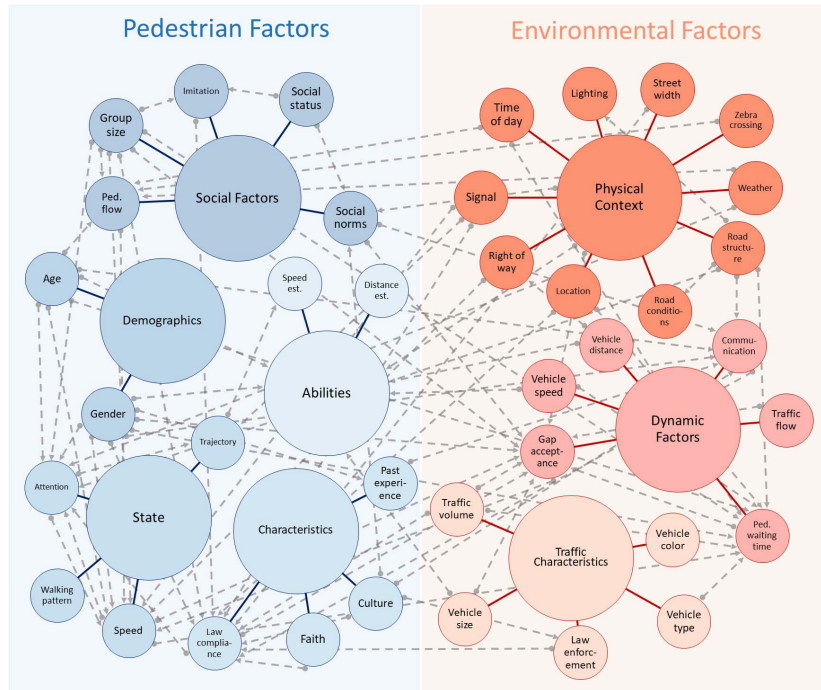 Pedestrian Factors
Environmental Factors
Imitation
Social
status
Group
size
Social Factors
Ped.
flow
Social
norms
Age
Speed
est.
Distance
est.
Demographics
Abilities
Gender
Trajectory
Attention
State
Past
experi-
ence
Characteristics
Walking
pattern
Speed
Law
complia-
nce
Faith
Culture
Time
of day
Lighting
Street
width
Zebra
crossing
Signal
Physical
Context
Weather
Right of
way
Road
structu-
re
Location
Road
conditio-
ns
Vehicle
distance
Commu-
nication
Vehicle
speed
Dynamic
Factors
Traffic
flow
Gap
accept-
ance
Traffic
volume
Vehicle
color
Ped.
waiting
time
Traffic
Characteristics
Vehicle
size
Law
enforc-
ement
Vehicle
type